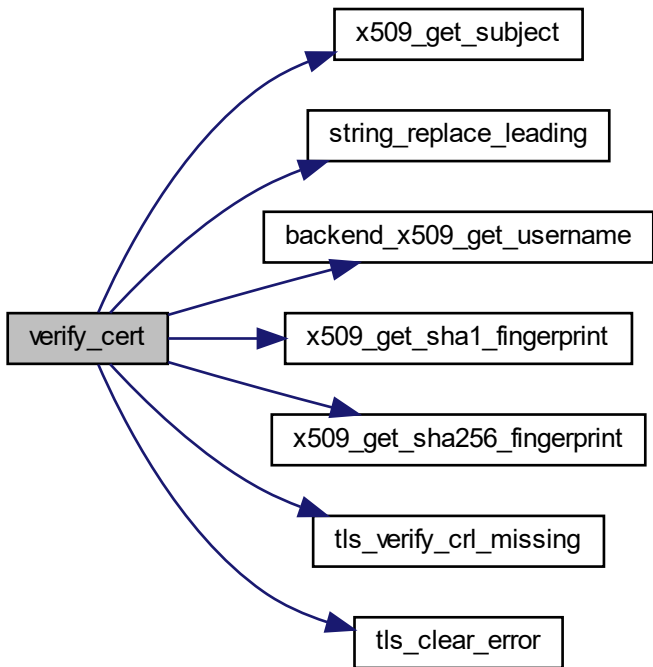 x509_get_subject
string_replace_leading
backend_x509_get_username
verify_cert
x509_get_sha1_fingerprint
x509_get_sha256_fingerprint
tls_verify_crl_missing
tls_clear_error